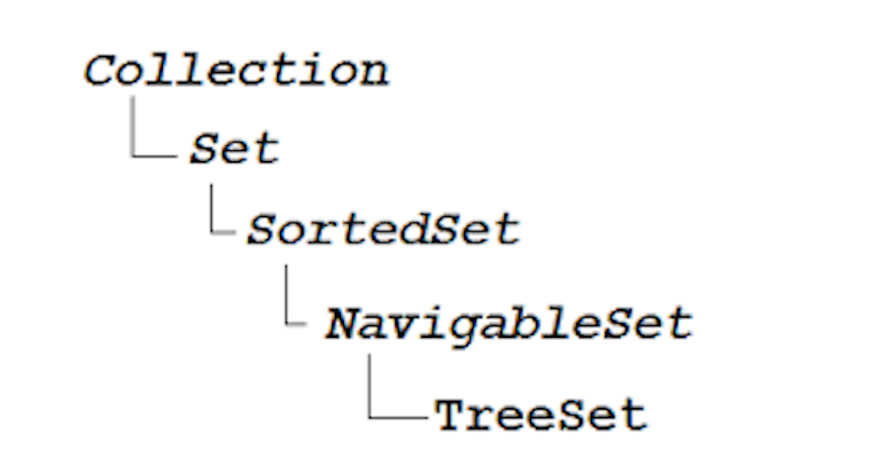 Collection
Set
SortedSet
NavigableSet
TreeSet